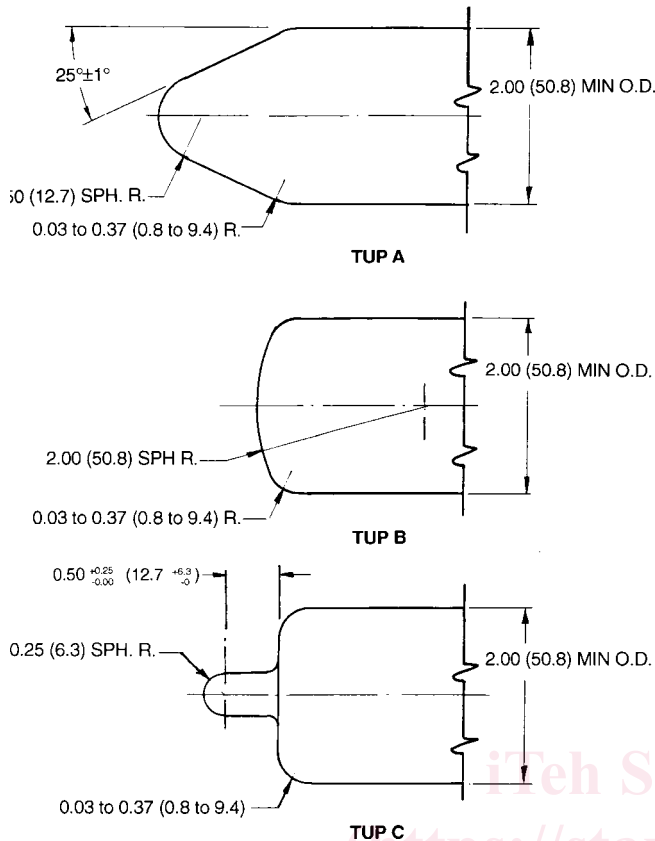 25°±1°
2.00 (50.8) MIN O.D.
50 (12.7) SPH. R.
0.03 to 0.37 (0.8 to 9.4) R.
TUP A
2.00 (50.8) MIN O.D.
2.00 (50.8) SPH R.
0.03 to 0.37 (0.8 to 9.4) R.
TUP B
0.50 +0.25 -0.00 (12.7 +6.3 -0)
0.25 (6.3) SPH. R.
2.00 (50.8) MIN O.D.
iTeh S
0.03 to 0.37 (0.8 to 9.4)
TUP C